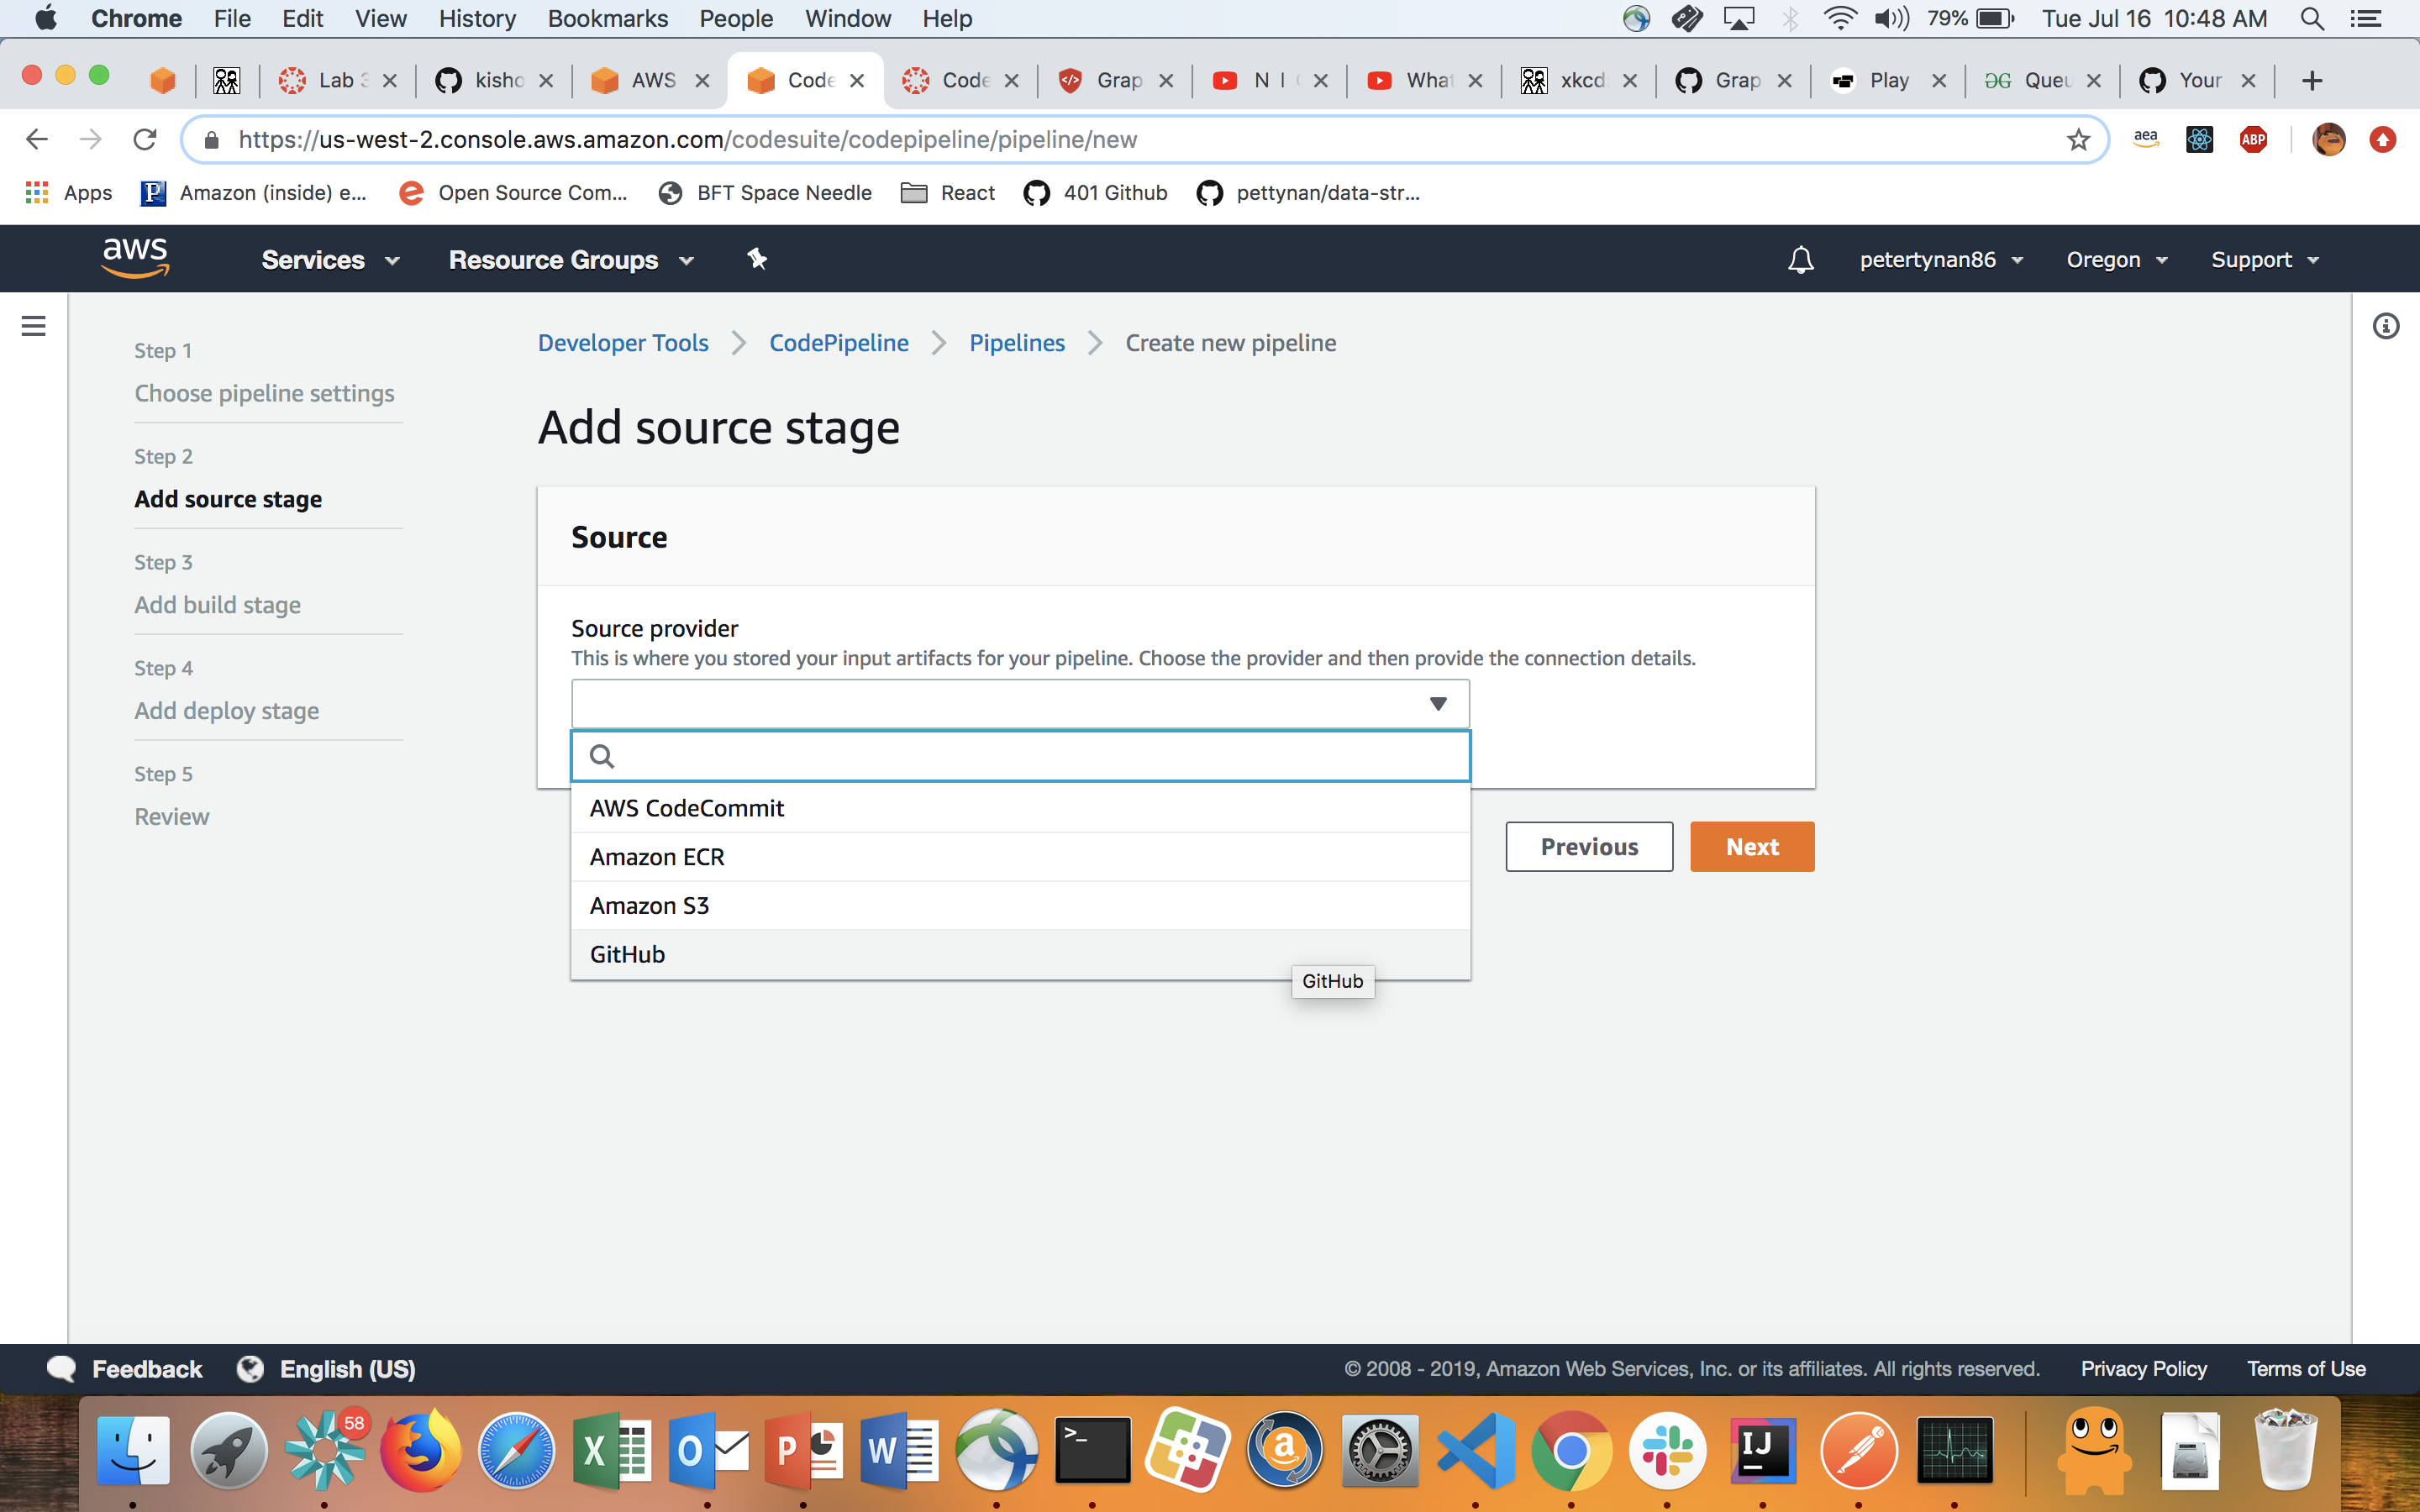 Chrome File Edit View History Bookmarks People Window Help 79% Tue Jul 16 10:48 AM
Lab 3 kisho AWS Code Code Grap N I What xkcd Grap Play Queu Your
https://us-west-2.console.aws.amazon.com/codesuite/codepipeline/pipeline/new aea ABP
Apps Amazon (inside) e... Open Source Com... BFT Space Needle React 401 Github pettynan/data-str...
aws Services Resource Groups petertynan86 Oregon Support
Developer Tools CodePipeline Pipelines Create new pipeline
Step 1
Choose pipeline settings
Step 2
Add source stage
Step 3
Add build stage
Step 4
Add deploy stage
Step 5
Review
Add source stage
Source
Source provider
This is where you stored your input artifacts for your pipeline. Choose the provider and then provide the connection details.
AWS CodeCommit
Amazon ECR
Amazon S3
GitHub
GitHub
Previous Next
Feedback English (US) © 2008 - 2019, Amazon Web Services, Inc. or its affiliates. All rights reserved. Privacy Policy Terms of Use
58 X O P W >_ a IJ